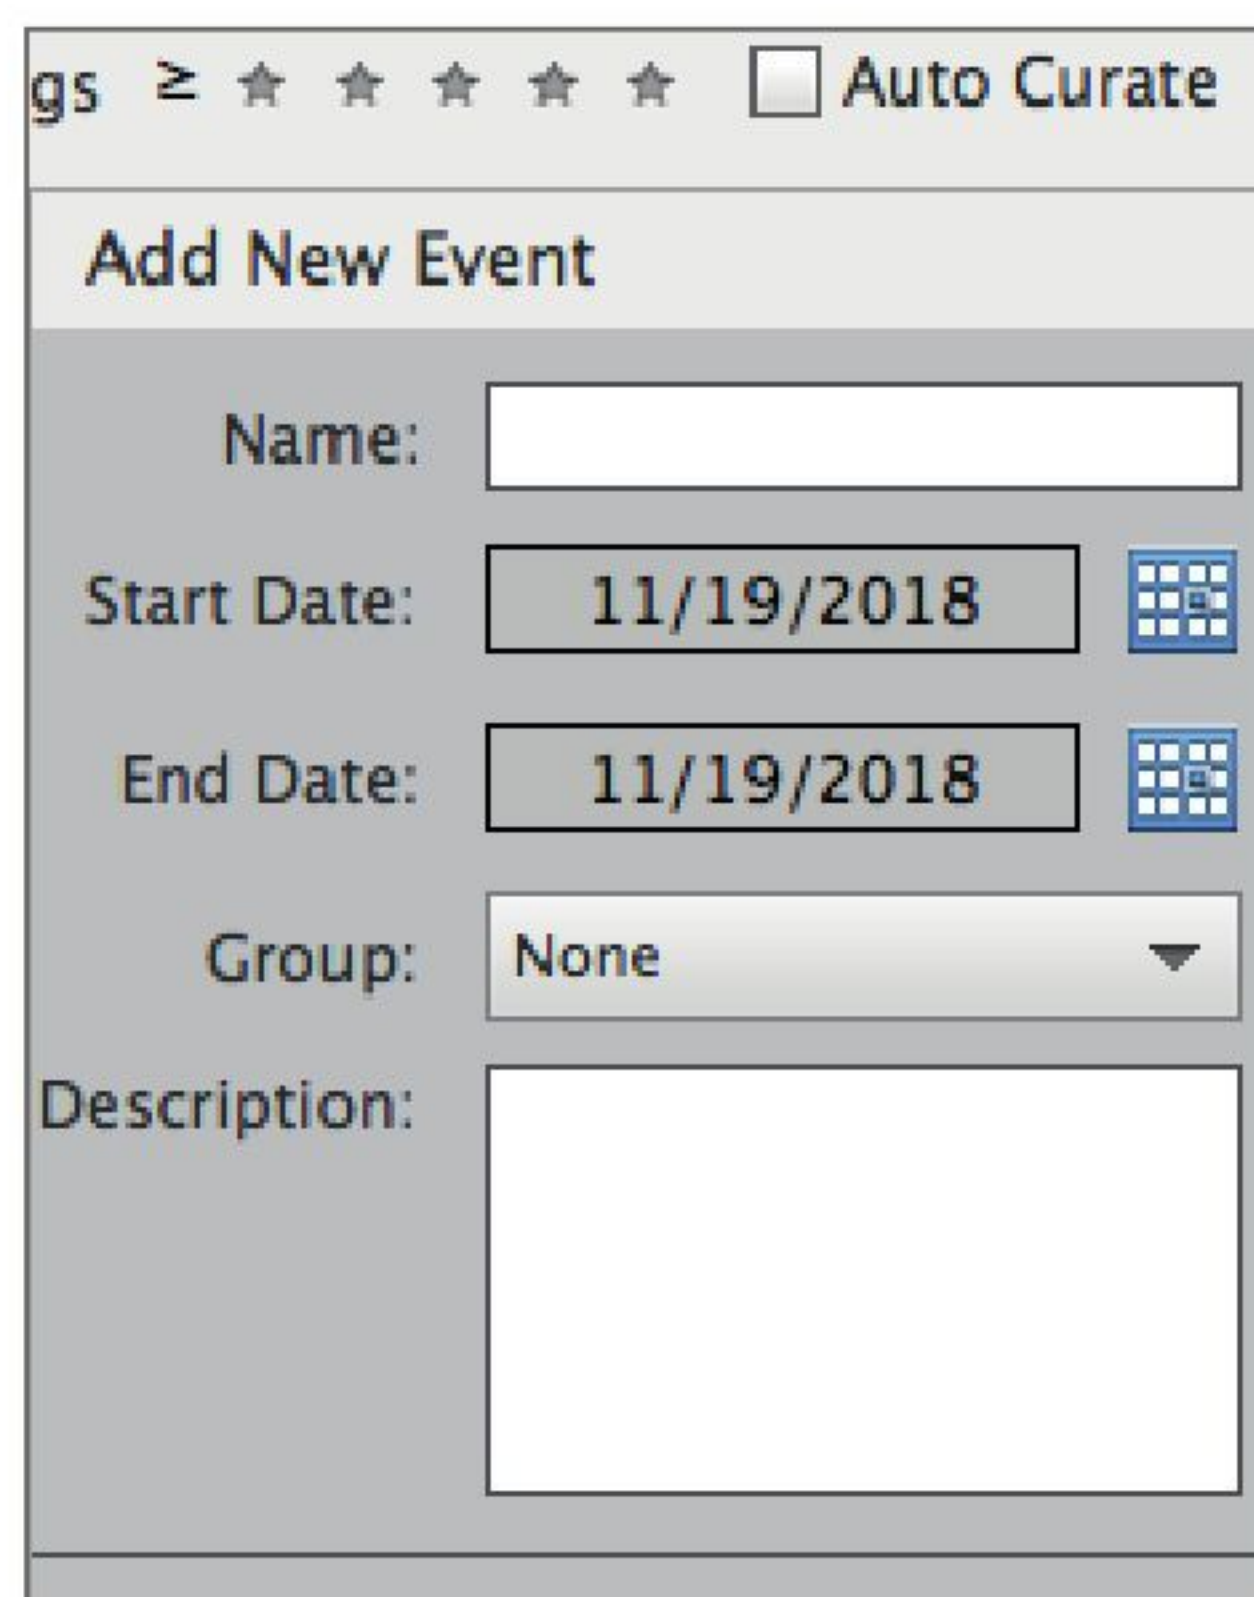 gs ≥ Auto Curate
Add New Event
Name:
Start Date: 11/19/2018
End Date: 11/19/2018
Group: None
Description: